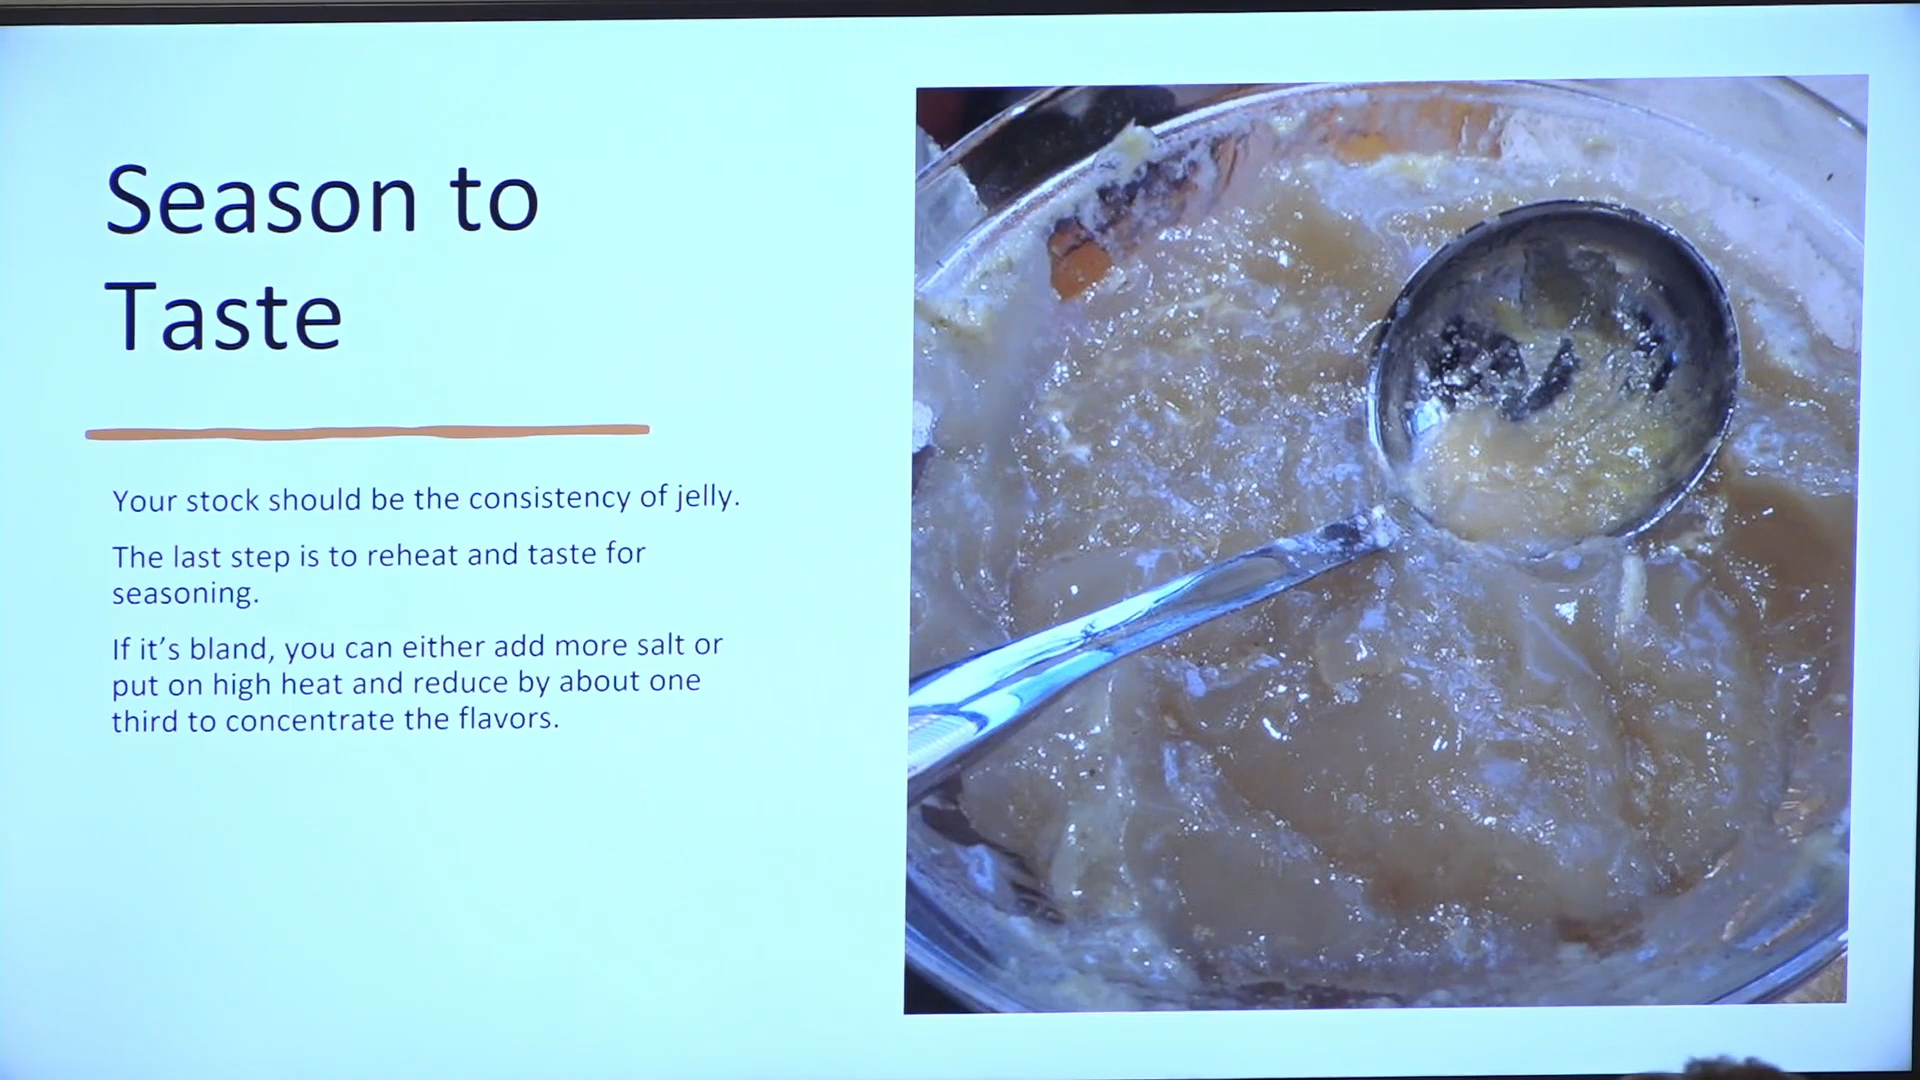 Season to
Taste
Your stock should be the consistency of jelly.
The last step is to reheat and taste for
seasoning.
If it’s bland, you can either add more salt or
put on high heat and reduce by about one
third to concentrate the flavors.